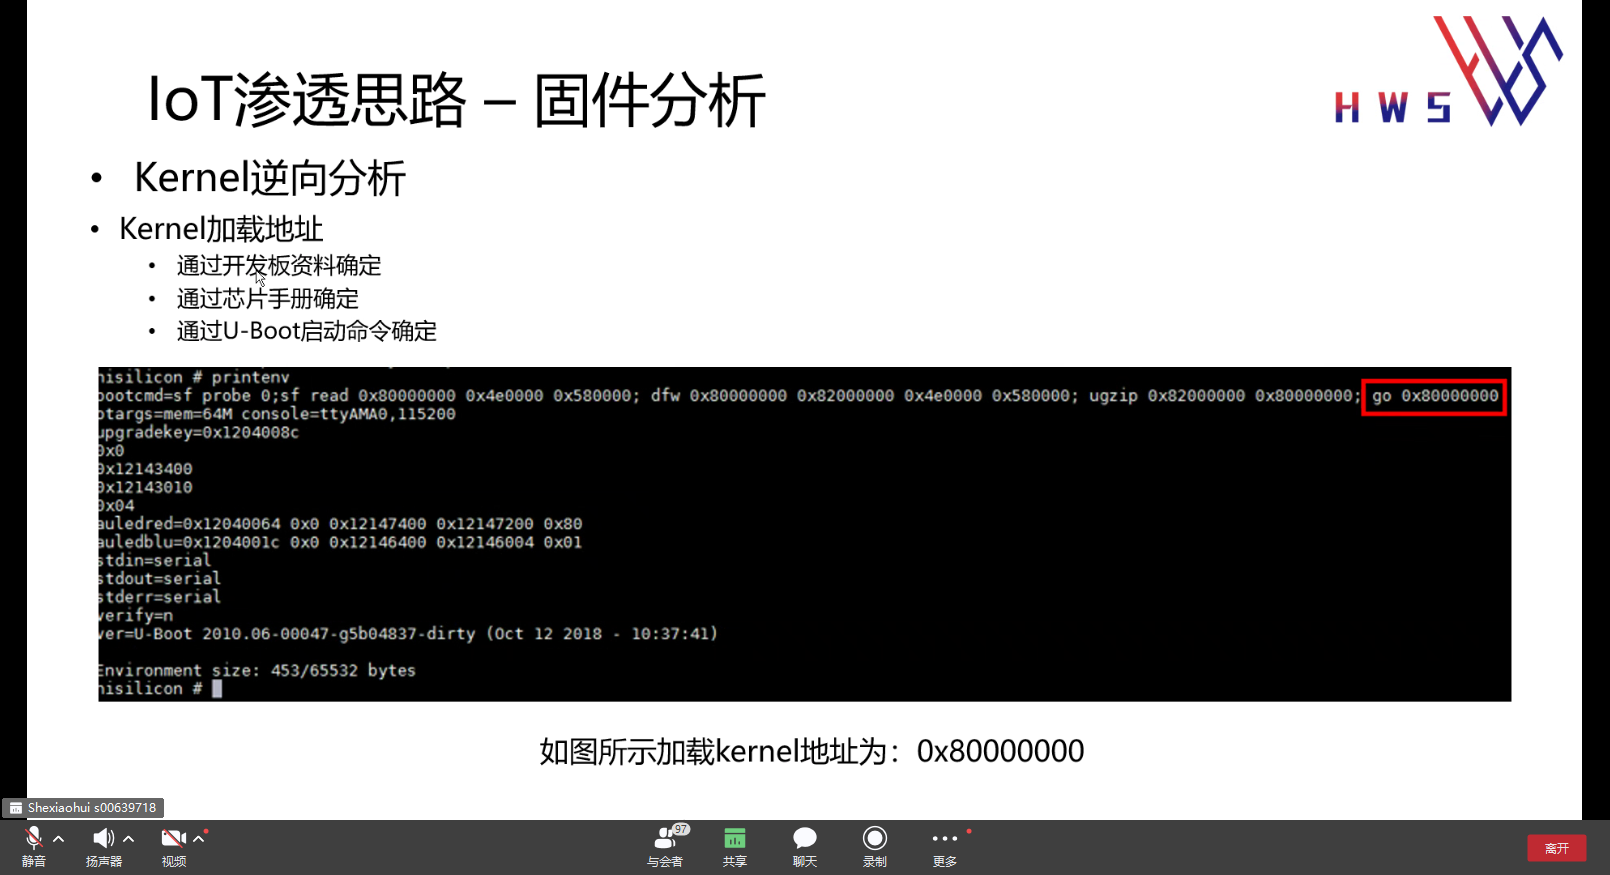 IoT渗透思路 – 固件分析
HWS
• Kernel逆向分析
• Kernel加载地址
• 通过开发板资料确定
• 通过芯片手册确定
• 通过U-Boot启动命令确定
hisilicon # printenv
bootcmd=sf probe 0;sf read 0x80000000 0x4e0000 0x580000; dfw 0x80000000 0x82000000 0x4e0000 0x580000; ugzip 0x82000000 0x80000000; go 0x80000000
otargs=mem=64M console=ttyAMA0,115200
upgradekey=0x1204008c
0x0
0x12143400
0x12143010
0x04
auledred=0x12040064 0x0 0x12147400 0x12147200 0x80
auledblu=0x1204001c 0x0 0x12146400 0x12146004 0x01
stdin=serial
stdout=serial
stderr=serial
verify=n
ver=U-Boot 2010.06-00047-g5b04837-dirty (Oct 12 2018 - 10:37:41)
Environment size: 453/65532 bytes
hisilicon #
如图所示加载kernel地址为：0x80000000
Shexiaohui s00639718
静音 扬声器 视频 97 与会者 共享 聊天 录制 更多 离开